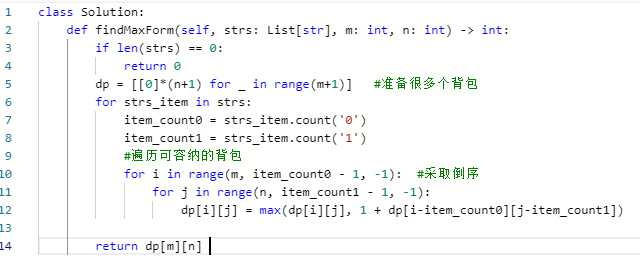 1 class Solution:
2     def findMaxForm(self, strs: List[str], m: int, n: int) -> int:
3         if len(strs) == 0:
4             return 0
5         dp = [[0]*(n+1) for _ in range(m+1)]   #准备很多个背包
6         for strs_item in strs:
7             item_count0 = strs_item.count('0')
8             item_count1 = strs_item.count('1')
9             #遍历可容纳的背包
10             for i in range(m, item_count0 - 1, -1):  #采取倒序
11                 for j in range(n, item_count1 - 1, -1):
12                     dp[i][j] = max(dp[i][j], 1 + dp[i-item_count0][j-item_count1])
13
14         return dp[m][n]